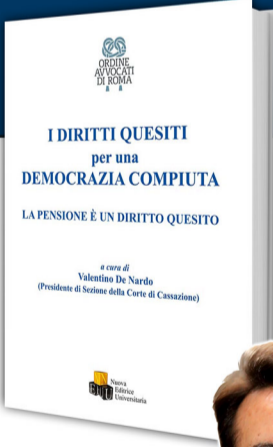 ORDINE
AVVOCATI
DI ROMA
I DIRITTI QUESITI
per una
DEMOCRAZIA COMPIUTA
LA PENSIONE È UN DIRITTO QUESITO
a cura di
Valentino De Nardo
(Presidente di Sezione della Corte di Cassazione)
Nuova
Editrice
Universitaria